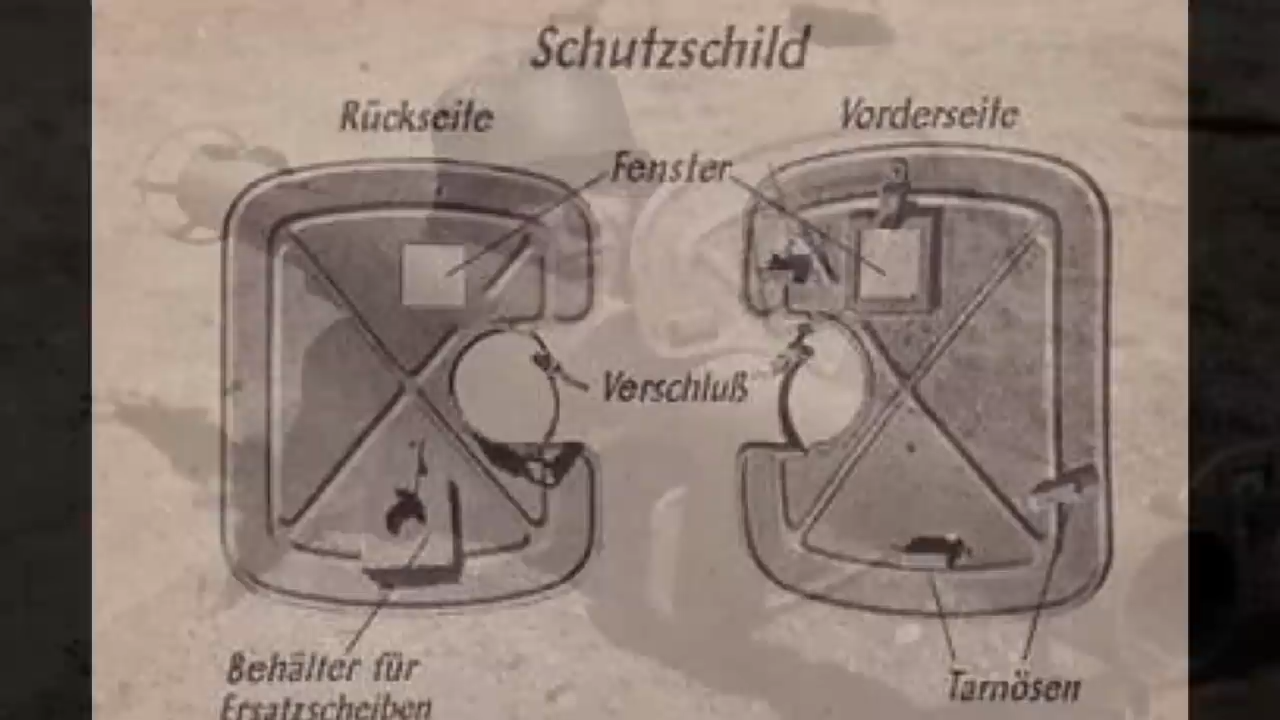 Schutzschild
Rückseite
Vorderseite
Fenster
Verschluß
Behälter für
Ersatzscheiben
Tarnösen